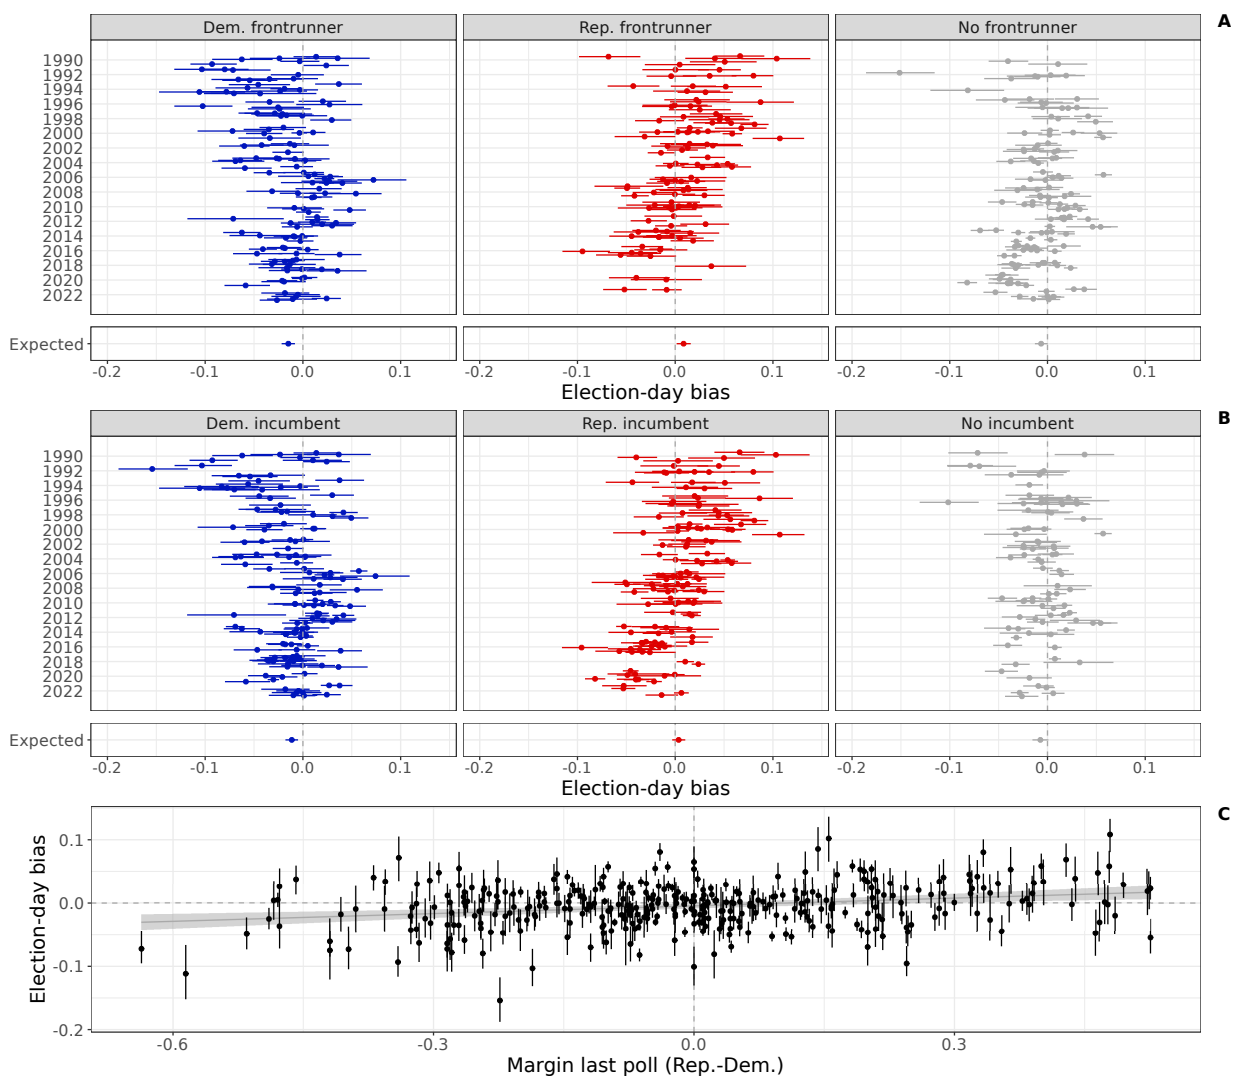 A
Dem. frontrunner Rep. frontrunner No frontrunner
1990
1992
1994
1996
1998
2000
2002
2004
2006
2008
2010
2012
2014
2016
2018
2020
2022
Expected
-0.2 -0.1 0.0 0.1 -0.2 -0.1 0.0 0.1 -0.2 -0.1 0.0 0.1
Election-day bias
B
Dem. incumbent Rep. incumbent No incumbent
1990
1992
1994
1996
1998
2000
2002
2004
2006
2008
2010
2012
2014
2016
2018
2020
2022
Expected
-0.2 -0.1 0.0 0.1 -0.2 -0.1 0.0 0.1 -0.2 -0.1 0.0 0.1
Election-day bias
C
Election-day bias
0.1
0.0
-0.1
-0.2
-0.6 -0.3 0.0 0.3
Margin last poll (Rep.-Dem.)